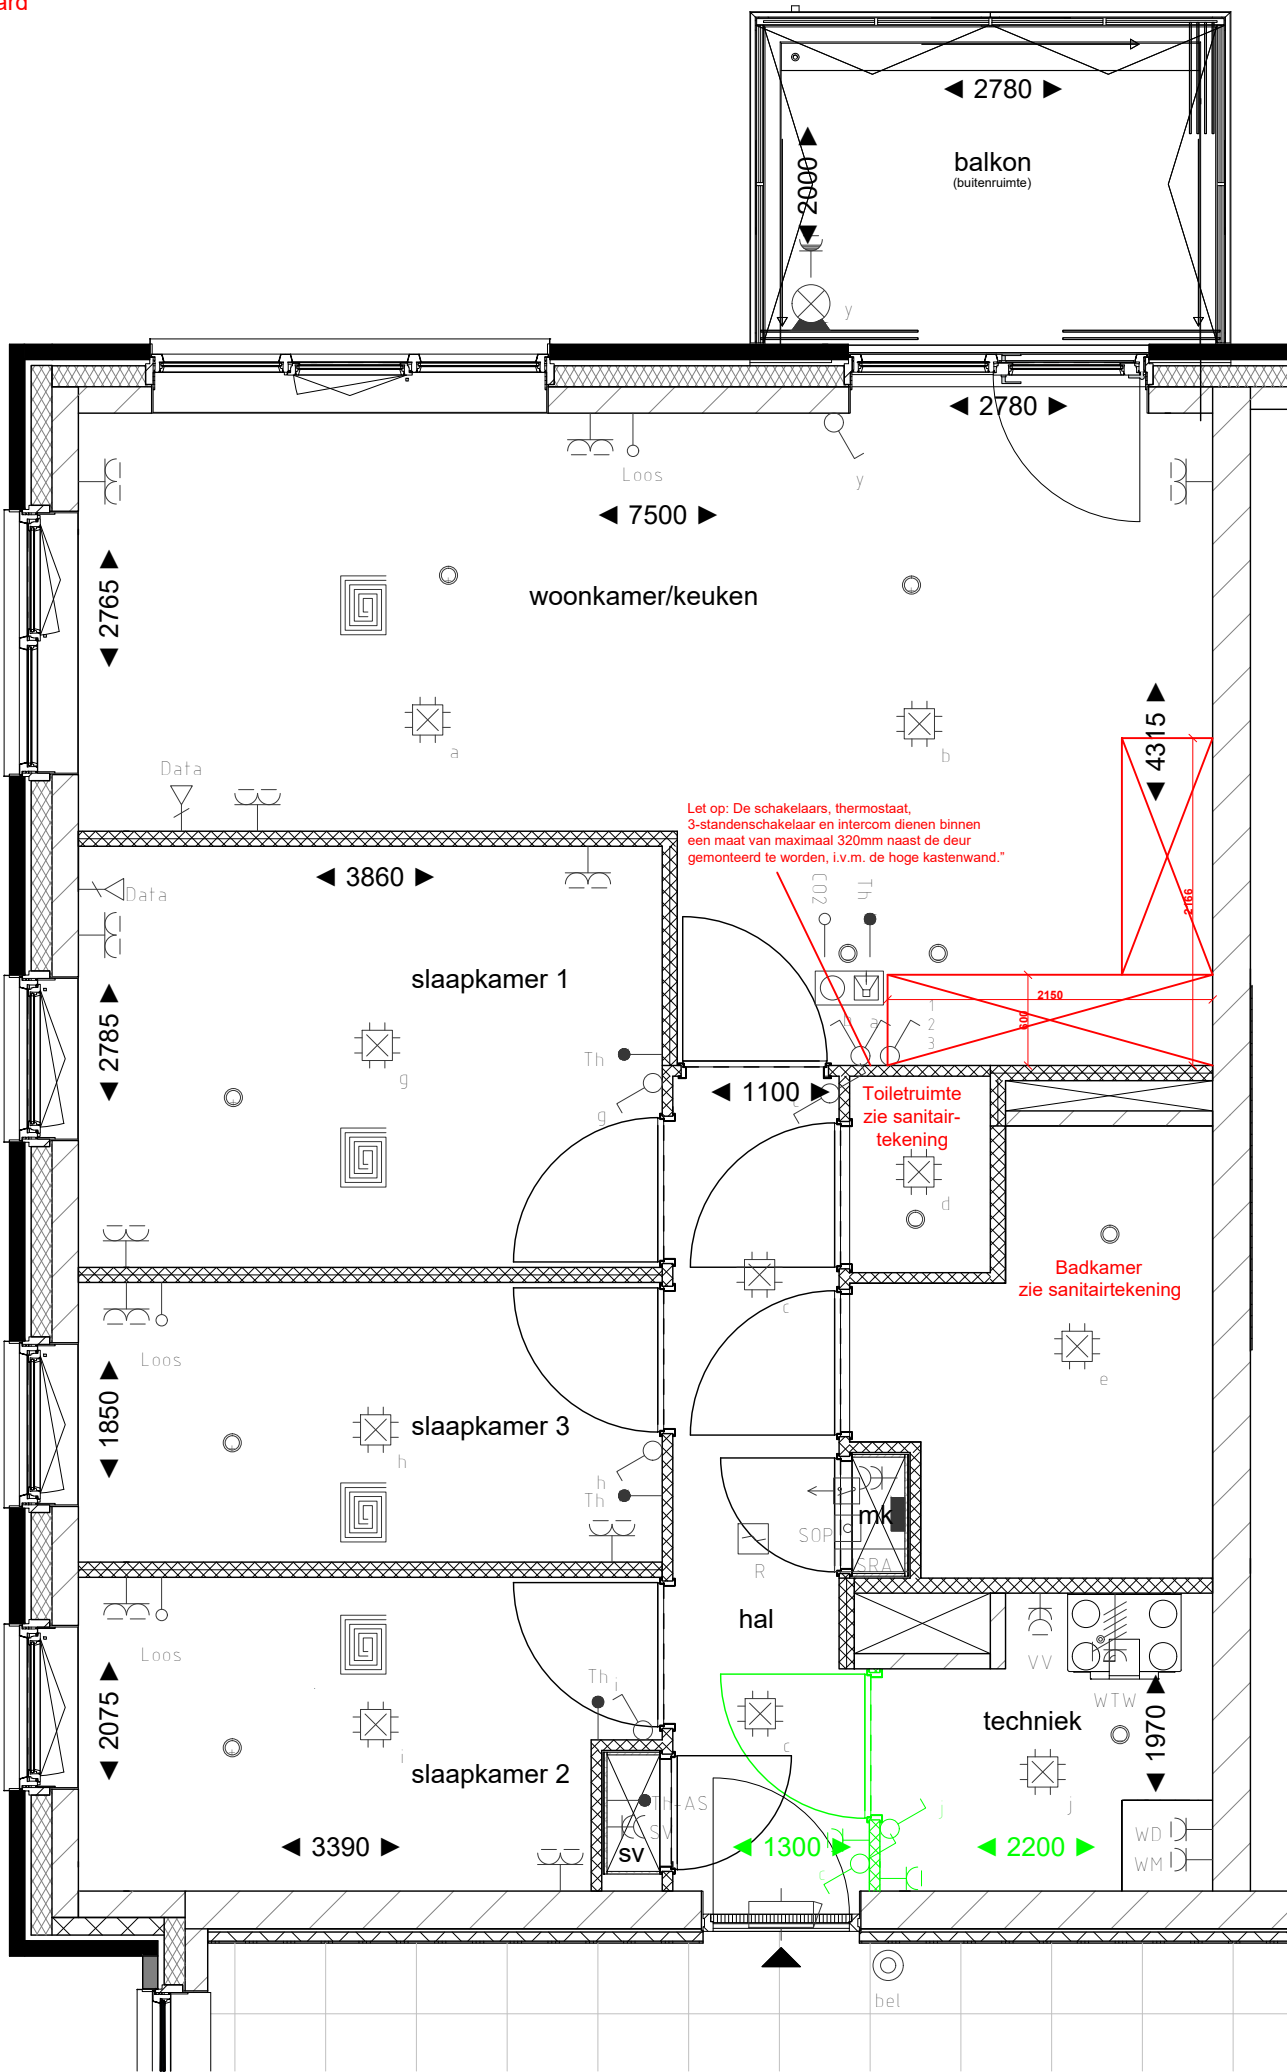 ◄ 2780 ►
balkon
(buitenruimte)
◄ 2000 ►
y
◄ 2780 ►
Loos
y
◄ 7500 ►
woonkamer/keuken
◄ 2765 ►
◄ 4315 ►
a
b
Data
Let op: De schakelaars, thermostaat,
3-standenschakelaar en intercom dienen binnen
een maat van maximaal 320mm naast de deur
gemonteerd te worden, i.v.m. de hoge kastenwand."
◄ 3860 ►
Data
CO2
Th
2166
slaapkamer 1
2150
600
b
a
1
2
3
◄ 2785 ►
g
Th
g
◄ 1100 ►
c
Toiletruimte
zie sanitair-
tekening
d
Badkamer
zie sanitairtekening
c
e
Loos
◄ 1850 ►
slaapkamer 3
h
h
Th
mk
SOP
SRA
R
hal
Loos
VV
WTW
◄ 2075 ►
Th
i
i
techniek
◄ 1970 ►
slaapkamer 2
c
j
Th-AS
SV
sv
j
WD
WM
◄ 3390 ►
◄ 1300 ►
◄ 2200 ►
c
bel